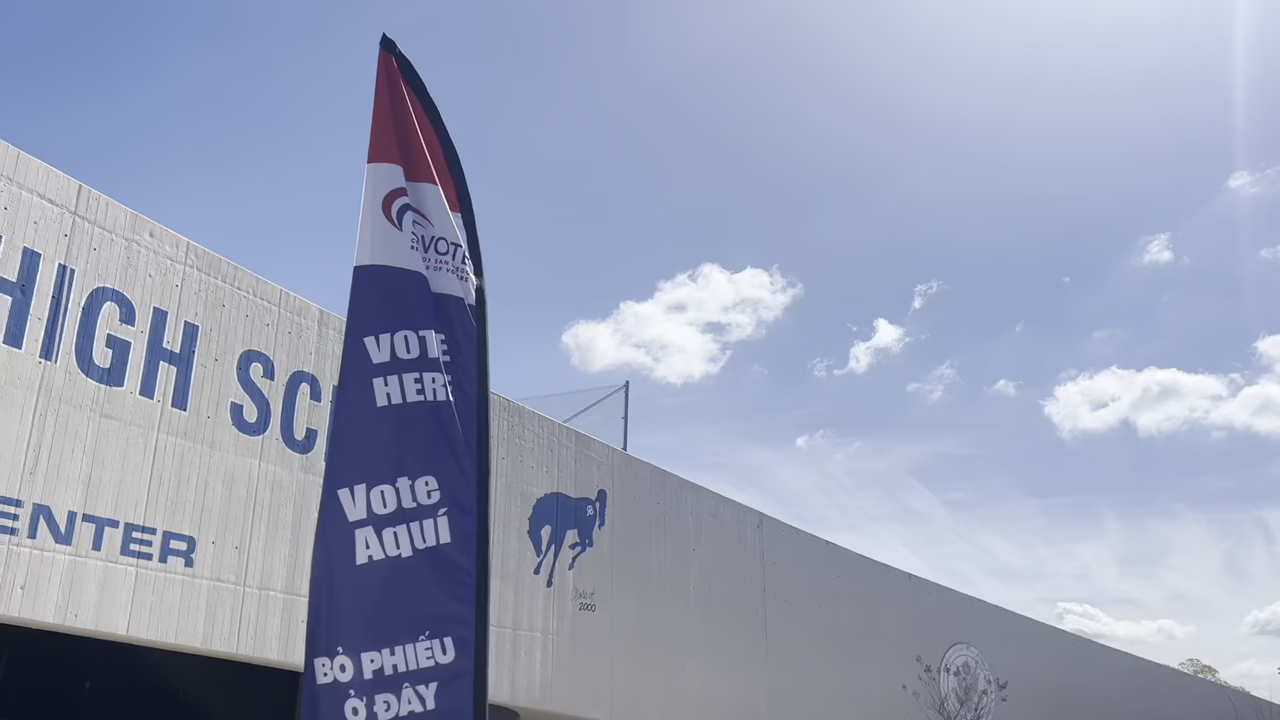 HIGH SC
ENTER
VOTE
VOTE
HERE
Vote
Aquí
BỎ PHIẾU
Ở ĐÂY
2000